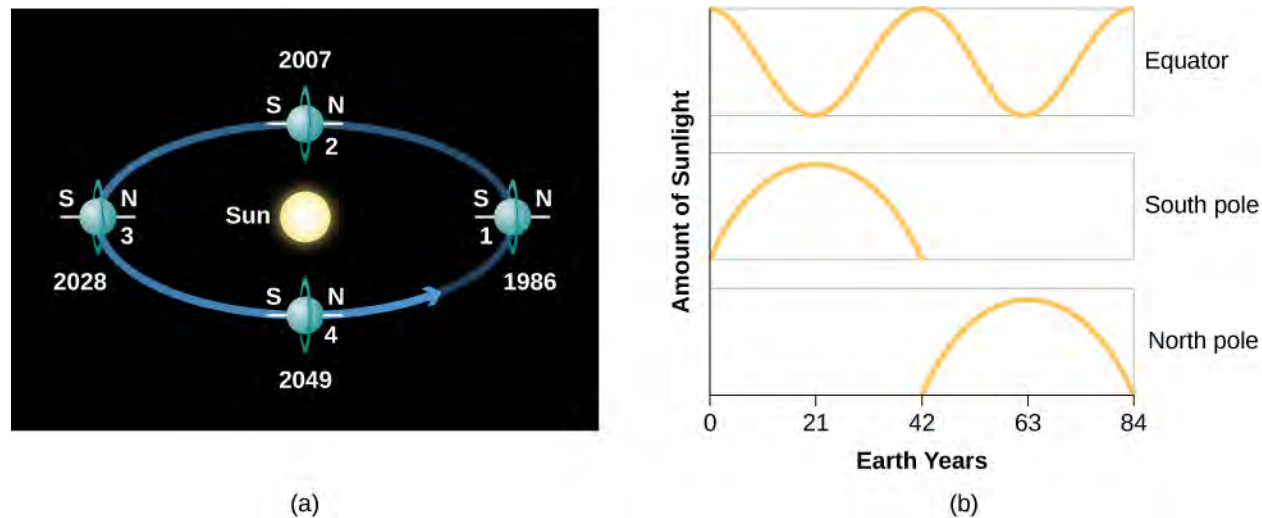 2007
S N
2
S N
3
2028
Sun
S N
1
1986
S N
4
2049
(a)
Amount of Sunlight
Equator
South pole
North pole
0 21 42 63 84
Earth Years
(b)